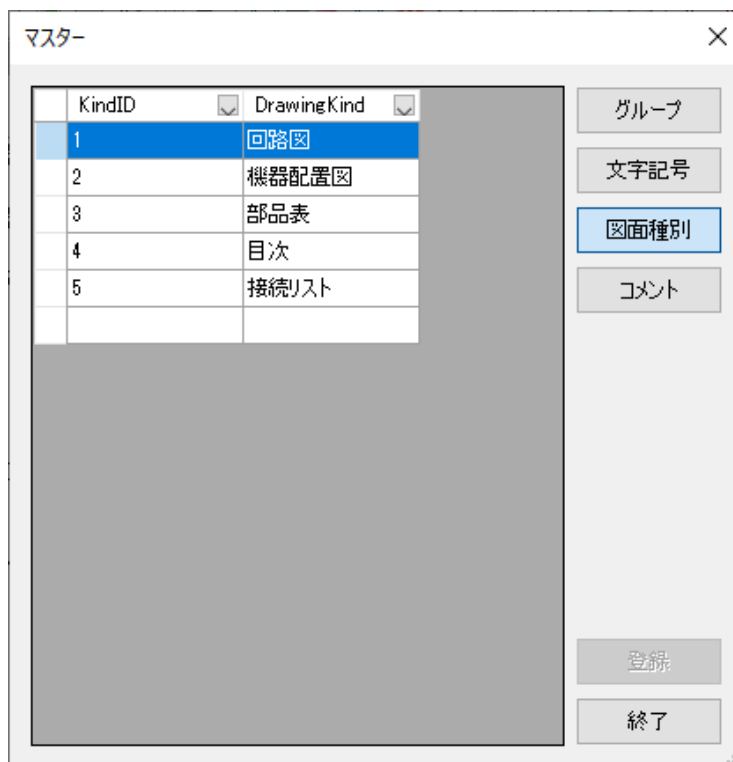 マスター
KindID DrawingKind
1 回路図
2 機器配置図
3 部品表
4 目次
5 接続リスト
グループ
文字記号
図面種別
コメント
登録
終了